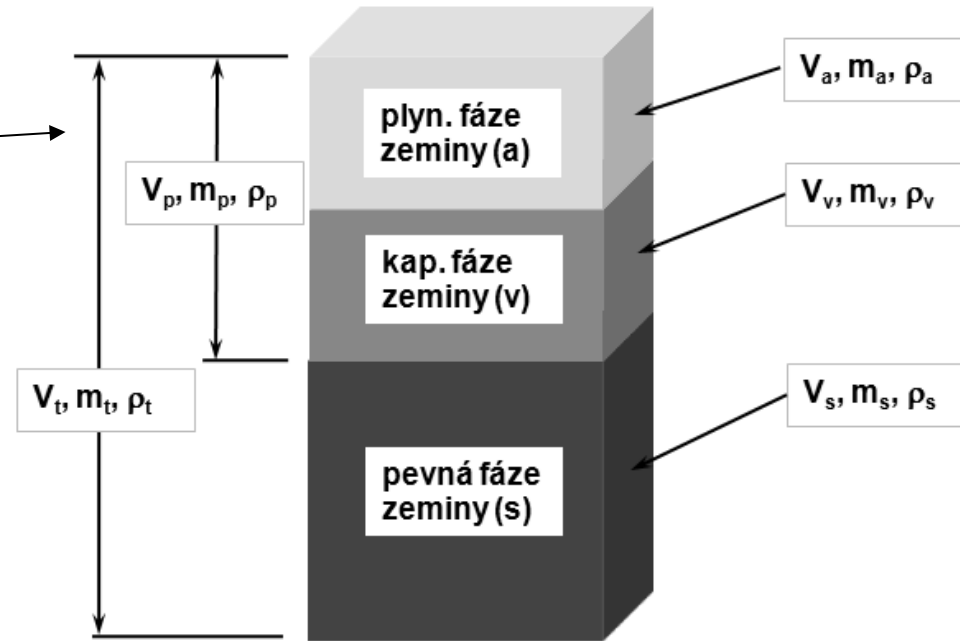 plyn. fáze
zeminy (a)
Vₐ, mₐ, ρₐ
Vₚ, mₚ, ρₚ
kap. fáze
zeminy (v)
Vᵥ, mᵥ, ρᵥ
Vₜ, mₜ, ρₜ
pevná fáze
zeminy (s)
Vₛ, mₛ, ρₛ